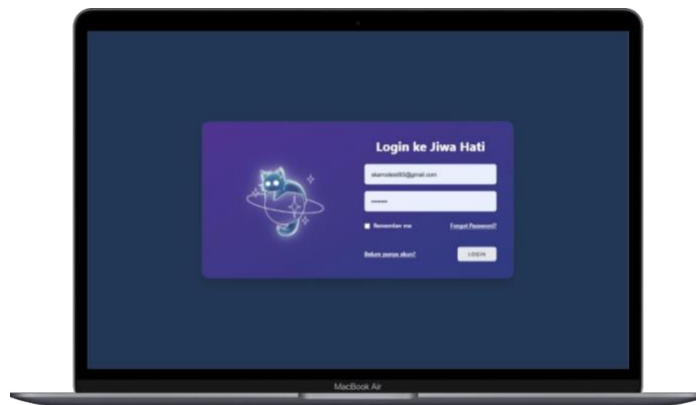 Login ke Jiwa Hati
Remember me
Forgot Password?
Belum punya akun?
LOGIN
MacBook Air